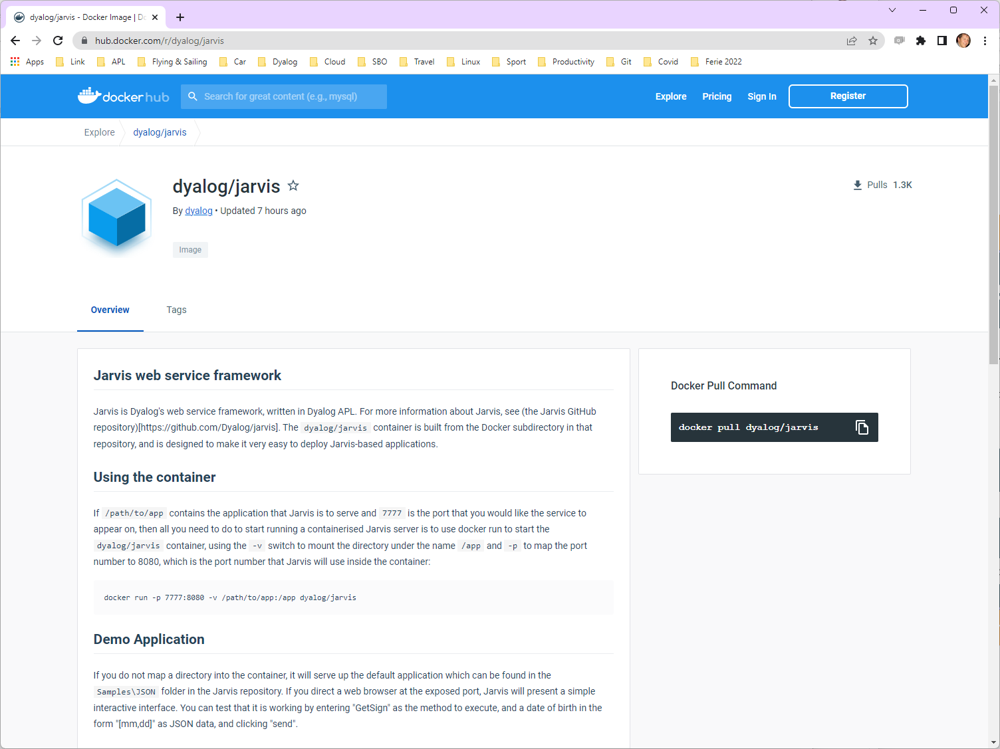 dyalog/jarvis - Docker Image | Do
hub.docker.com/r/dyalog/jarvis
Apps Link APL Flying & Sailing Car Dyalog Cloud SBO Travel Linux Sport Productivity Git Covid Ferie 2022
docker hub Search for great content (e.g., mysql) Explore Pricing Sign In Register
Explore dyalog/jarvis
dyalog/jarvis
Pulls 1.3K
By dyalog • Updated 7 hours ago
Image
Overview Tags
Jarvis web service framework
Jarvis is Dyalog's web service framework, written in Dyalog APL. For more information about Jarvis, see (the Jarvis GitHub
repository)[https://github.com/Dyalog/jarvis]. The dyalog/jarvis container is built from the Docker subdirectory in that
repository, and is designed to make it very easy to deploy Jarvis-based applications.
Using the container
If /path/to/app contains the application that Jarvis is to serve and 7777 is the port that you would like the service to
appear on, then all you need to do to start running a containerised Jarvis server is to use docker run to start the
dyalog/jarvis container, using the -v switch to mount the directory under the name /app and -p to map the port
number to 8080, which is the port number that Jarvis will use inside the container:
docker run -p 7777:8080 -v /path/to/app:/app dyalog/jarvis
Demo Application
If you do not map a directory into the container, it will serve up the default application which can be found in the
Samples\JSON folder in the Jarvis repository. If you direct a web browser at the exposed port, Jarvis will present a simple
interactive interface. You can test that it is working by entering "GetSign" as the method to execute, and a date of birth in the
form "[mm,dd]" as JSON data, and clicking "send".
Docker Pull Command
docker pull dyalog/jarvis